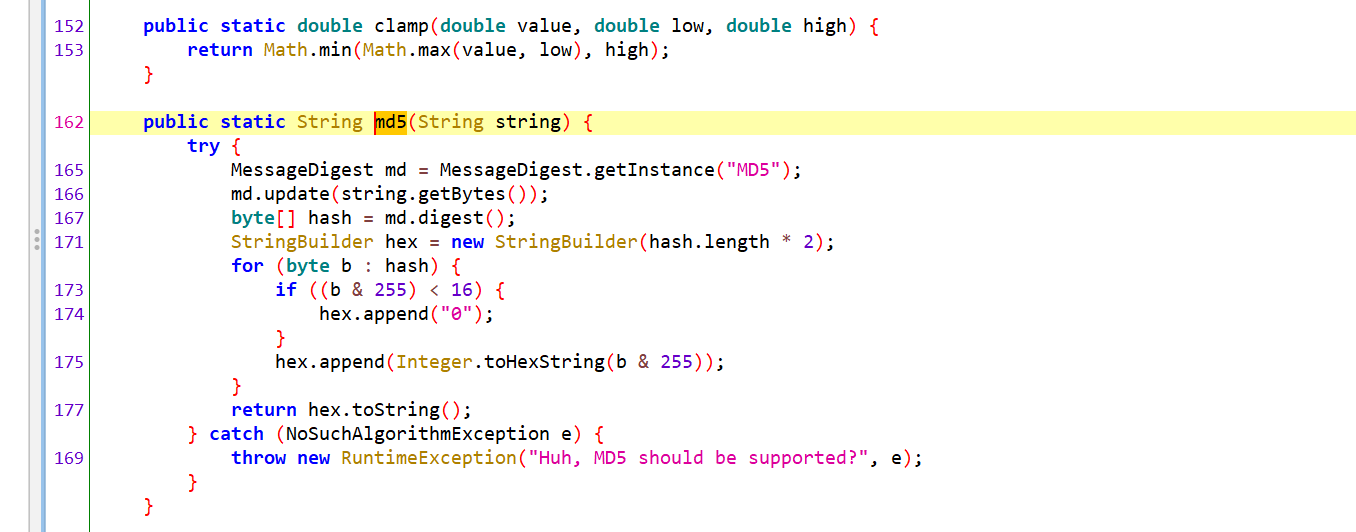 152 public static double clamp(double value, double low, double high) {
153 return Math.min(Math.max(value, low), high);
}
162 public static String md5(String string) {
try {
165 MessageDigest md = MessageDigest.getInstance("MD5");
166 md.update(string.getBytes());
167 byte[] hash = md.digest();
171 StringBuilder hex = new StringBuilder(hash.length * 2);
for (byte b : hash) {
173 if ((b & 255) < 16) {
174 hex.append("0");
}
175 hex.append(Integer.toHexString(b & 255));
}
177 return hex.toString();
} catch (NoSuchAlgorithmException e) {
169 throw new RuntimeException("Huh, MD5 should be supported?", e);
}
}